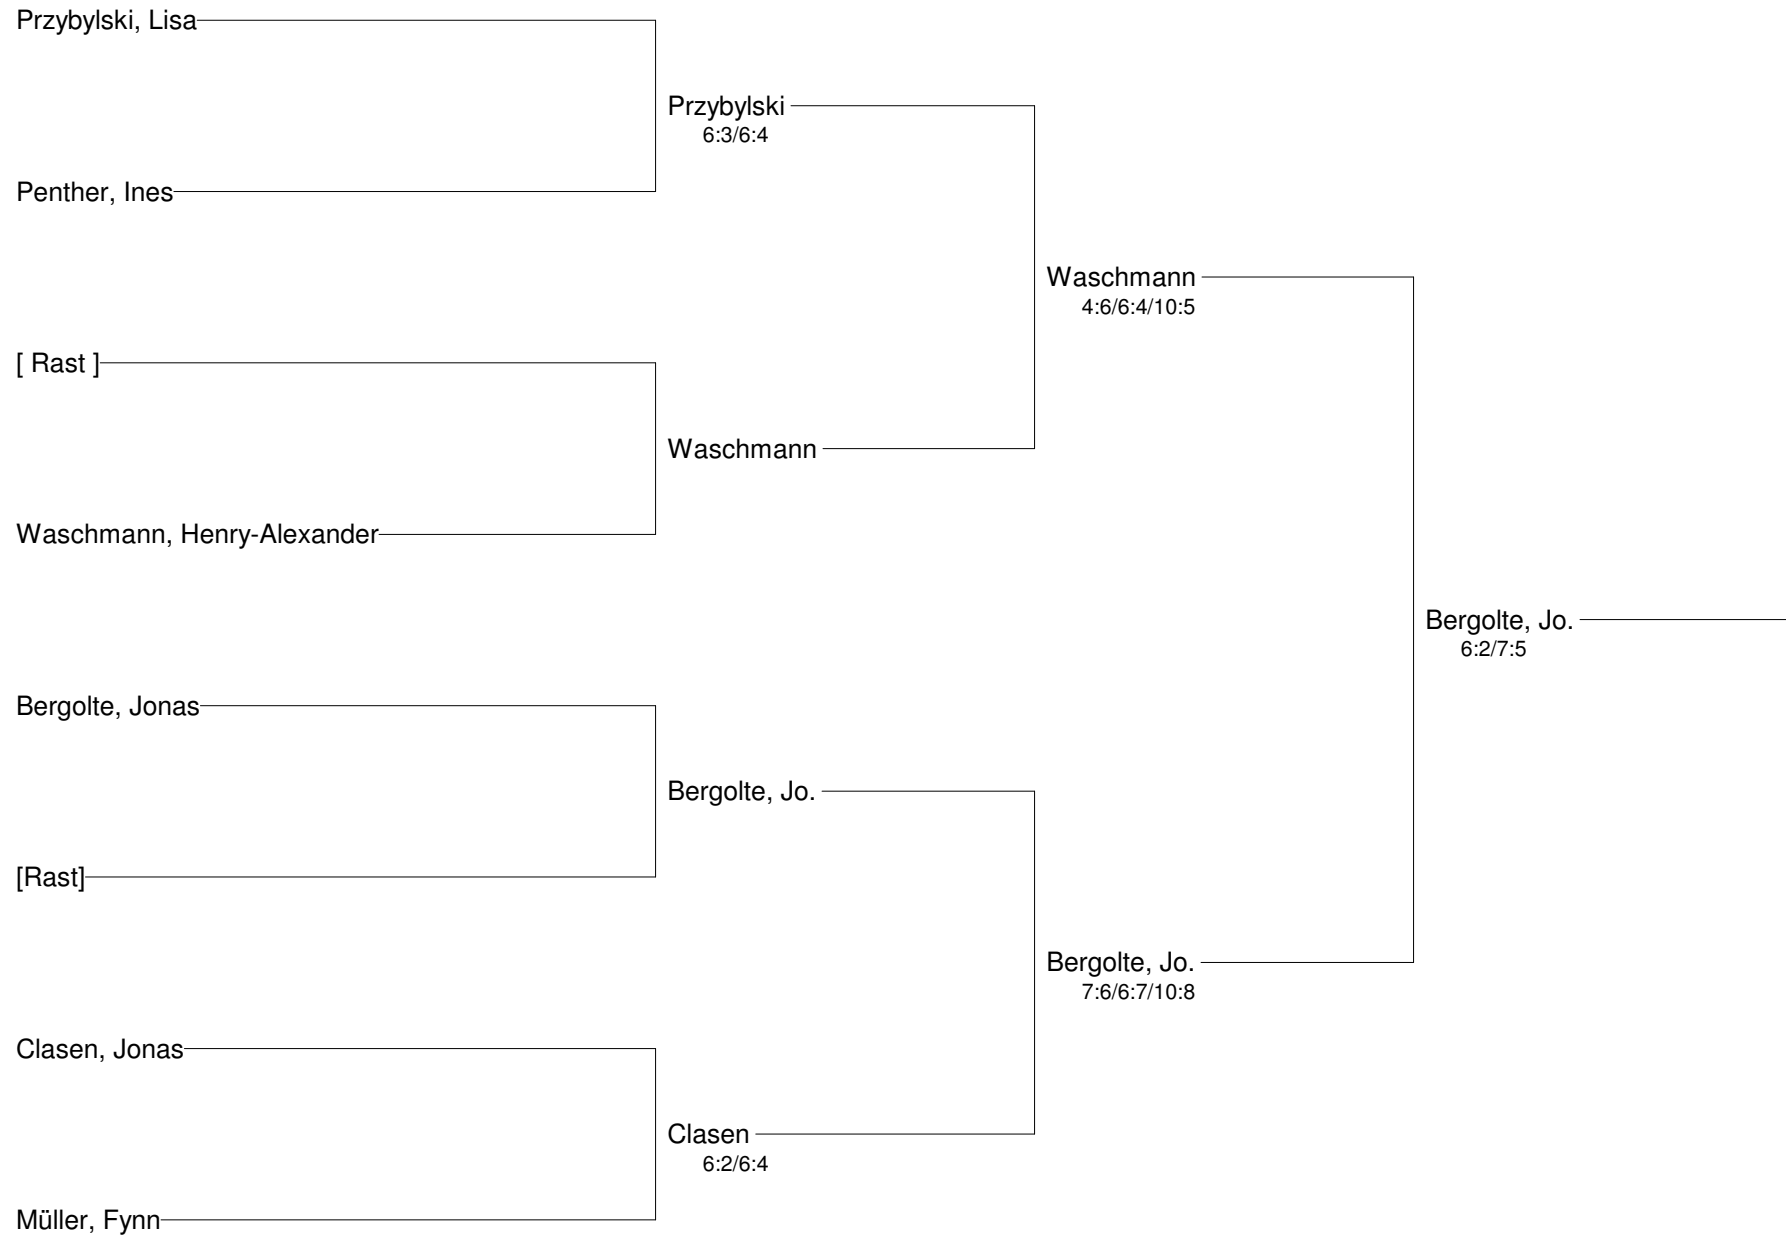 Przybylski, Lisa
Przybylski
6:3/6:4
Penther, Ines
Waschmann
4:6/6:4/10:5
[ Rast ]
Waschmann
Waschmann, Henry-Alexander
Bergolte, Jo.
6:2/7:5
Bergolte, Jonas
Bergolte, Jo.
[Rast]
Bergolte, Jo.
7:6/6:7/10:8
Clasen, Jonas
Clasen
6:2/6:4
Müller, Fynn